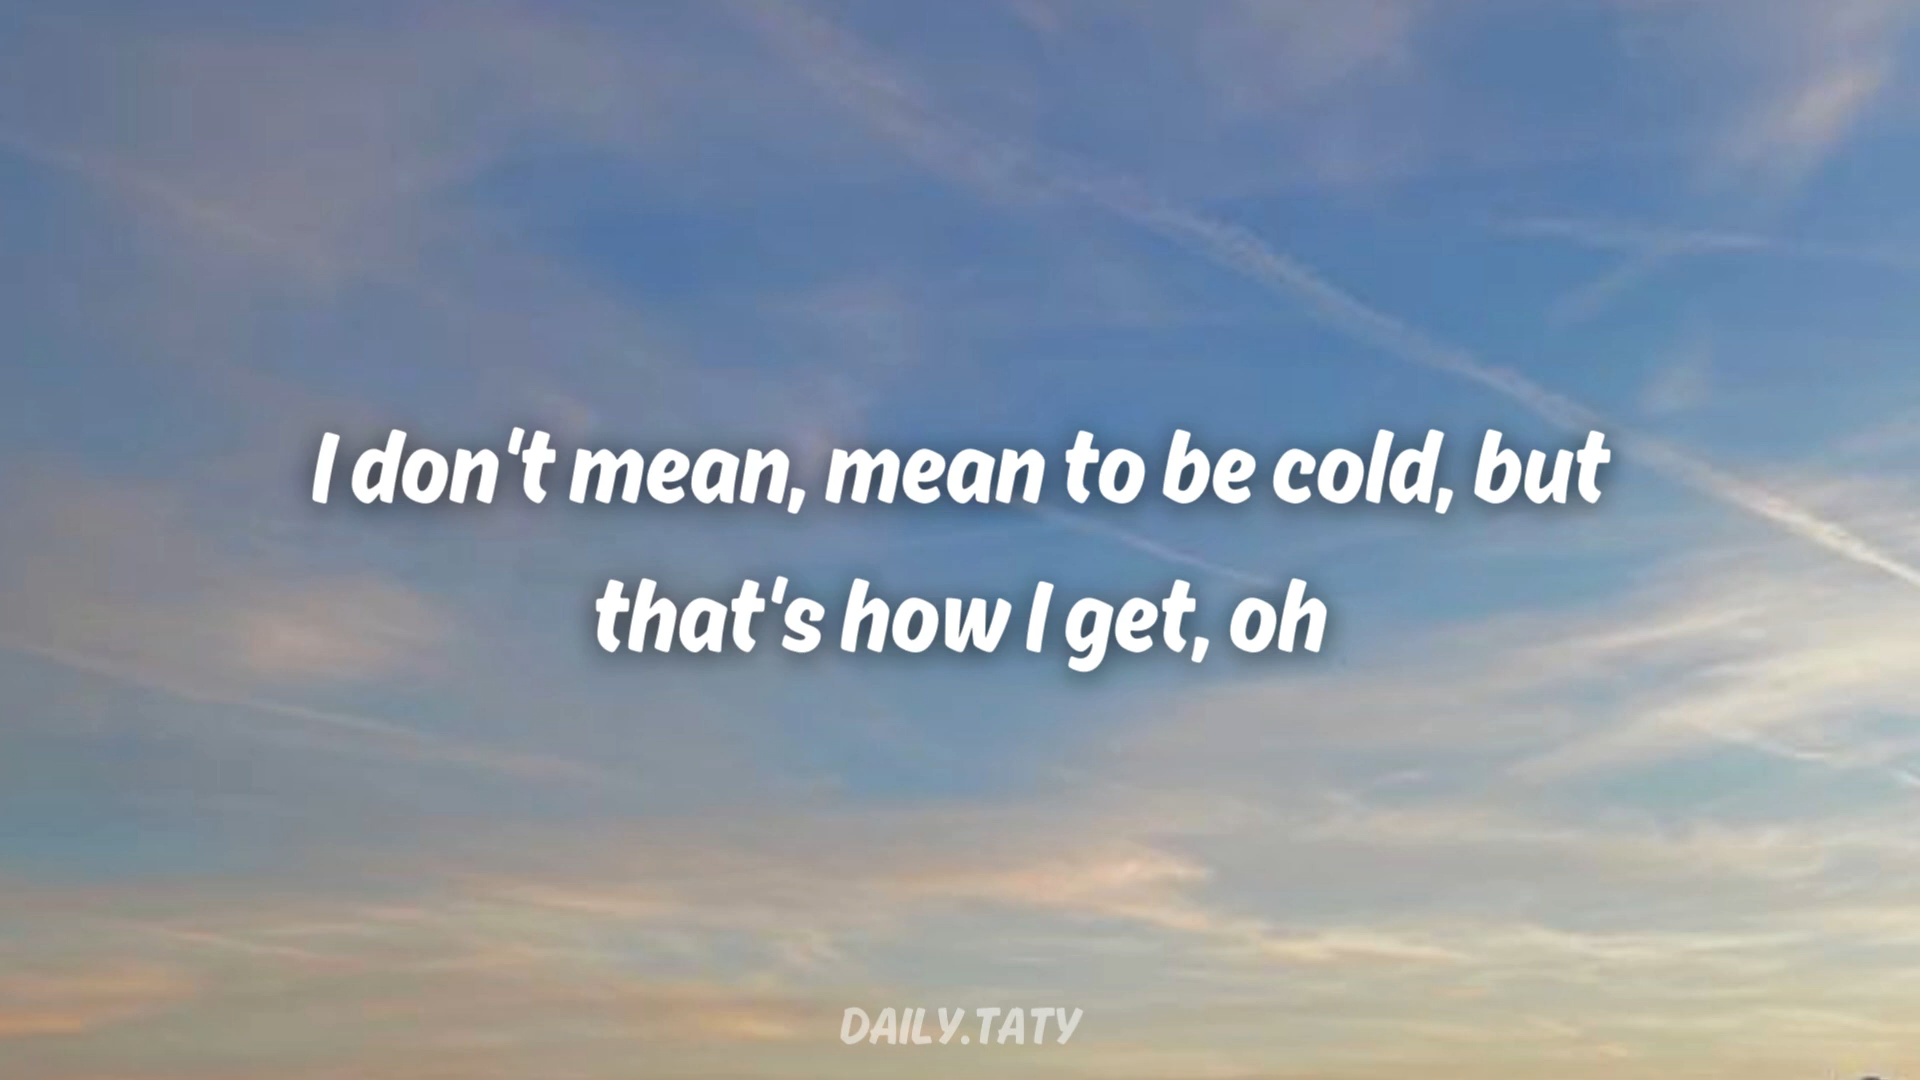 I don't mean, mean to be cold, but
that's how I get, oh
DAILY.TATY